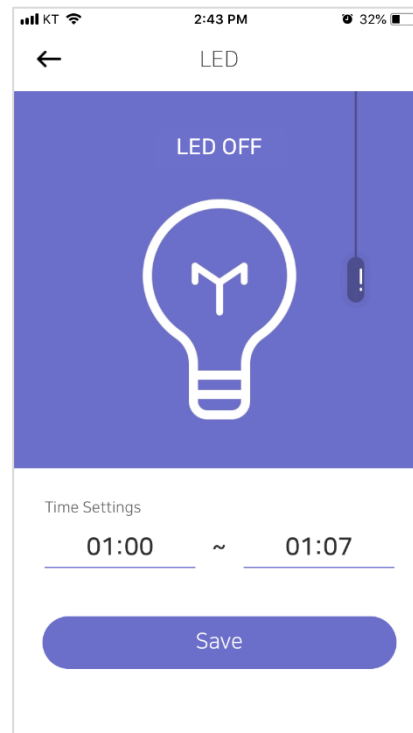 KT 2:43 PM 32%
LED
LED OFF
!
Time Settings
01:00 ~ 01:07
Save